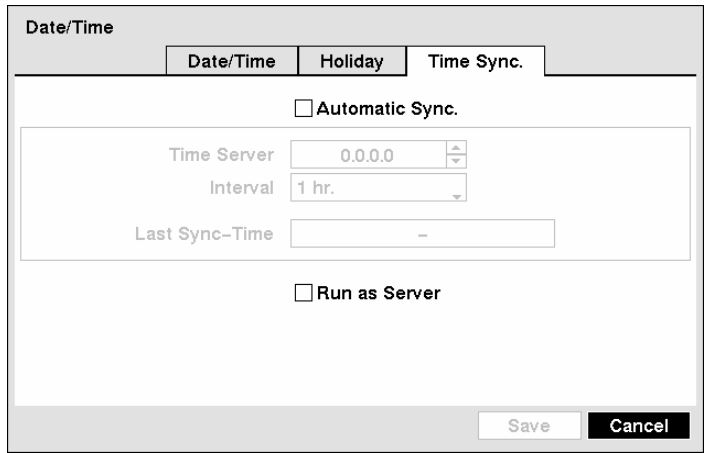 Date/Time
Date/Time Holiday Time Sync.
Automatic Sync.
Time Server 0.0.0.0
Interval 1 hr.
Last Sync-Time –
Run as Server
Save Cancel